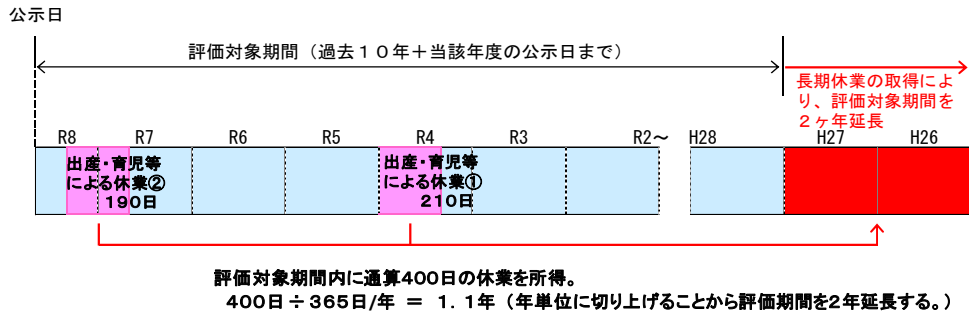 公示日
評価対象期間（過去１０年＋当該年度の公示日まで）
長期休業の取得によ
り、評価対象期間を
２ヶ年延長
R8 R7 R6 R5 R4 R3 R2～ H28 H27 H26
出産・育児等
による休業②
190日
出産・育児等
による休業①
210日
評価対象期間内に通算400日の休業を所得。
400日÷365日/年 ＝ 1.1年（年単位に切り上げることから評価期間を2年延長する。）